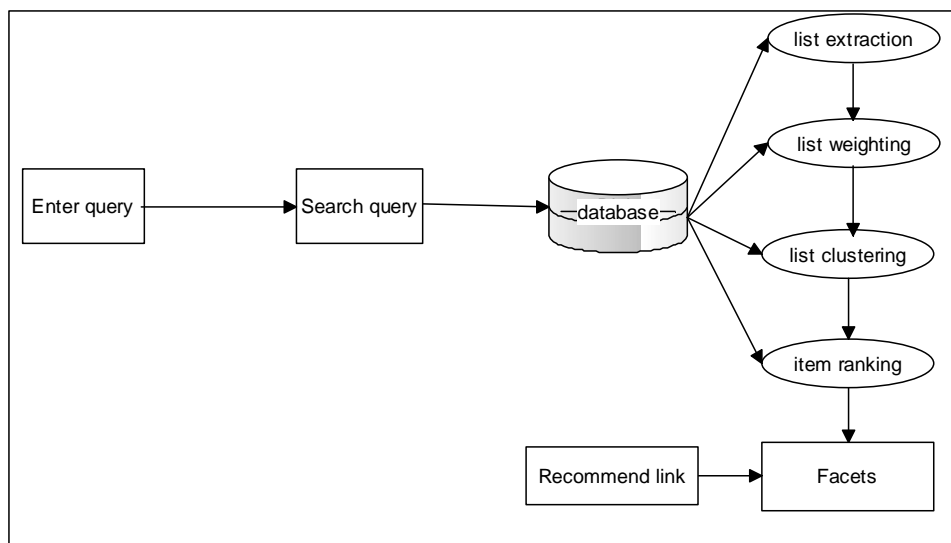 list extraction
list weighting
Enter query
Search query
database
list clustering
item ranking
Recommend link
Facets